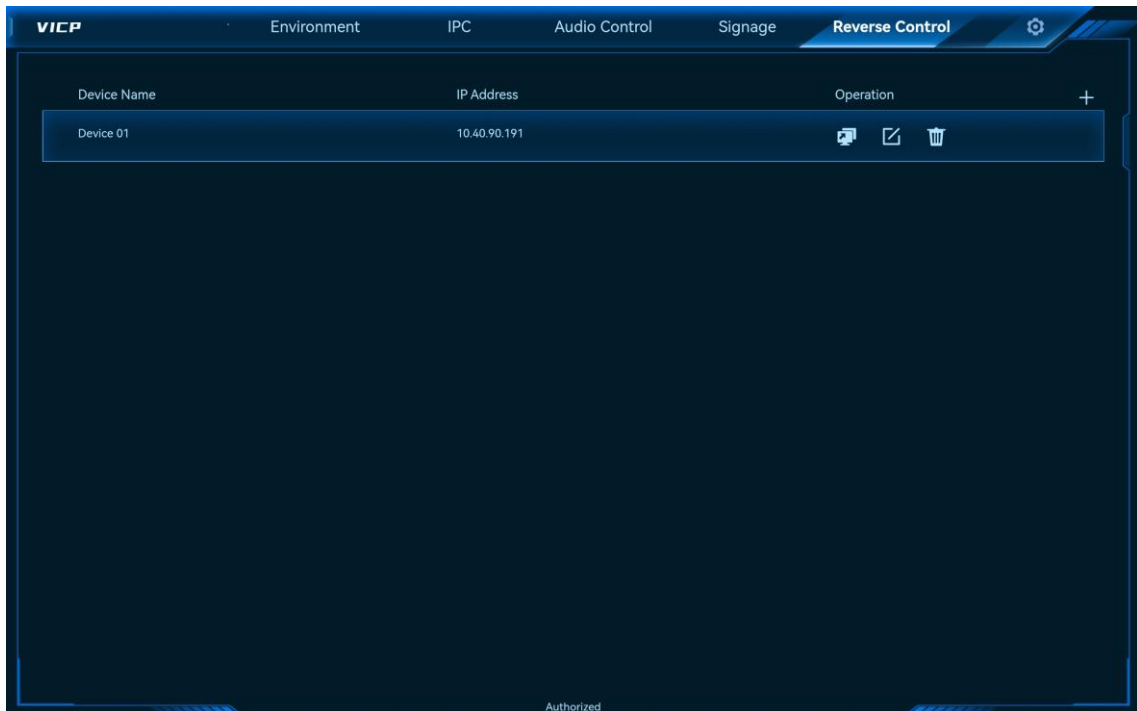 VICP Environment IPC Audio Control Signage Reverse Control
Device Name IP Address Operation +
Device 01 10.40.90.191
Authorized